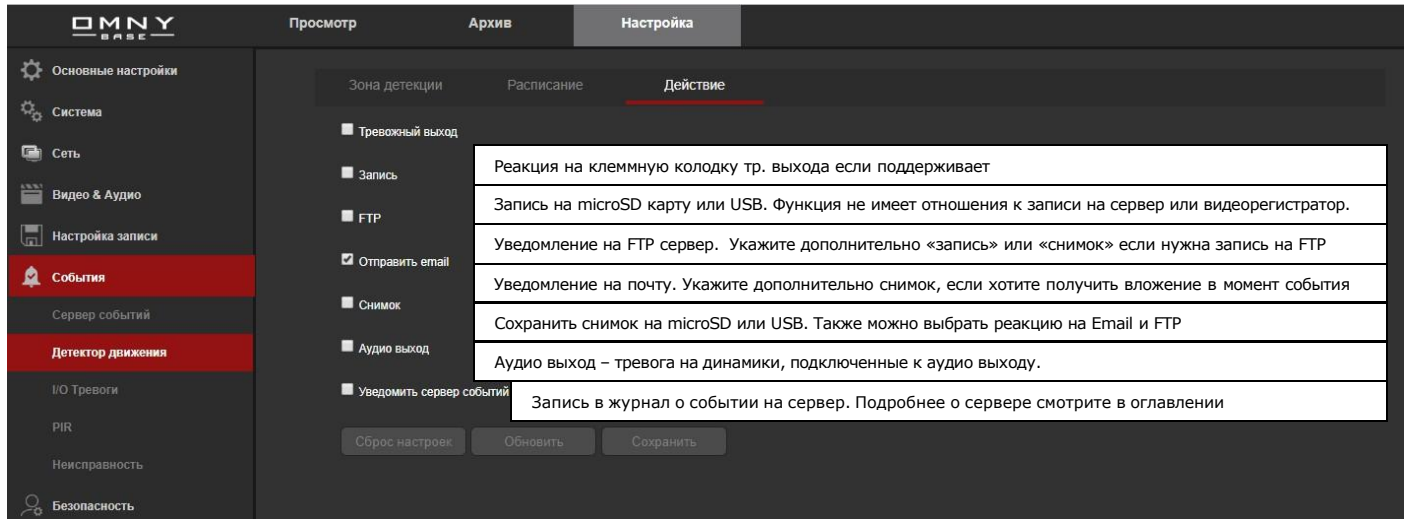 OMNY
BASE
Просмотр
Архив
Настройка
Основные настройки
Система
Сеть
Видео & Аудио
Настройка записи
События
Сервер событий
Детектор движения
I/O Тревоги
PIR
Неисправность
Безопасность
Зона детекции
Расписание
Действие
Тревожный выход
Реакция на клеммную колодку тр. выхода если поддерживает
Запись
Запись на microSD карту или USB. Функция не имеет отношения к записи на сервер или видеорегистратор.
FTP
Уведомление на FTP сервер. Укажите дополнительно «запись» или «снимок» если нужна запись на FTP
Отправить email
Уведомление на почту. Укажите дополнительно снимок, если хотите получить вложение в момент события
Снимок
Сохранить снимок на microSD или USB. Также можно выбрать реакцию на Email и FTP
Аудио выход
Аудио выход – тревога на динамики, подключенные к аудио выходу.
Уведомить сервер событий
Запись в журнал о событии на сервер. Подробнее о сервере смотрите в оглавлении
Сброс настроек
Обновить
Сохранить